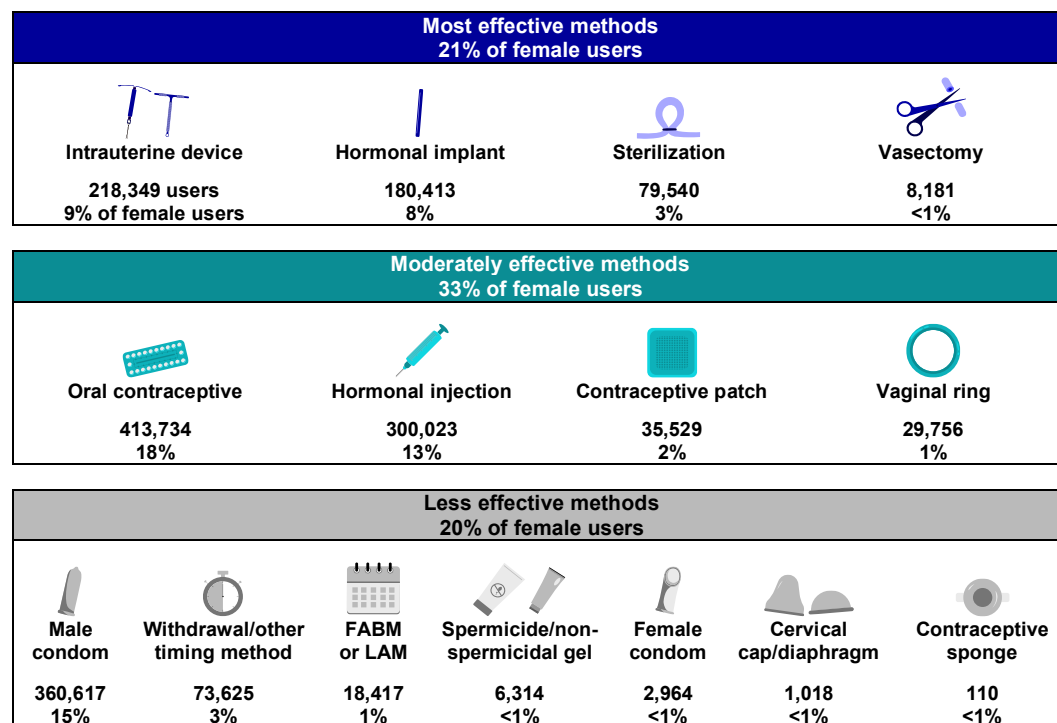 Most effective methods
21% of female users
Intrauterine device
Hormonal implant
Sterilization
Vasectomy
218,349 users
180,413
79,540
8,181
9% of female users
8%
3%
<1%
Moderately effective methods
33% of female users
Oral contraceptive
Hormonal injection
Contraceptive patch
Vaginal ring
413,734
300,023
35,529
29,756
18%
13%
2%
1%
Less effective methods
20% of female users
Male
condom
Withdrawal/other
timing method
FABM
or LAM
Spermicide/non-
spermicidal gel
Female
condom
Cervical
cap/diaphragm
Contraceptive
sponge
360,617
73,625
18,417
6,314
2,964
1,018
110
15%
3%
1%
<1%
<1%
<1%
<1%